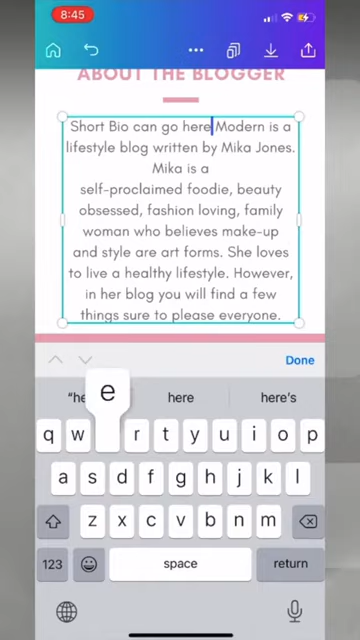 8:45
ABOUT THE BLOGGER
Short Bio can go here Modern is a
lifestyle blog written by Mika Jones.
Mika is a
self-proclaimed foodie, beauty
obsessed, fashion loving, family
woman who believes make-up
and style are art forms. She loves
to live a healthy lifestyle. However,
in her blog you will find a few
things sure to please everyone.
Done
"he here here's
e
q w r t y u i o p
a s d f g h j k l
z x c v b n m
123 space return